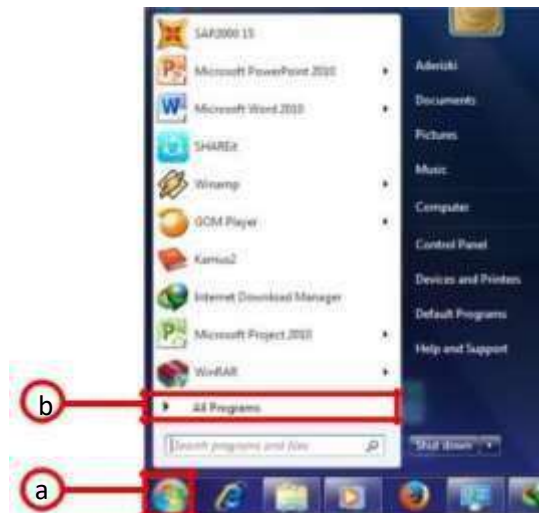 SAP2000 15
Microsoft PowerPoint 2010
Microsoft Word 2010
SHAREit
Winamp
GOM Player
Kamus2
Internet Download Manager
Microsoft Project 2010
WinRAR
All Programs
Search programs and files
Aderizki
Documents
Pictures
Music
Computer
Control Panel
Devices and Printers
Default Programs
Help and Support
Shut down
b
a